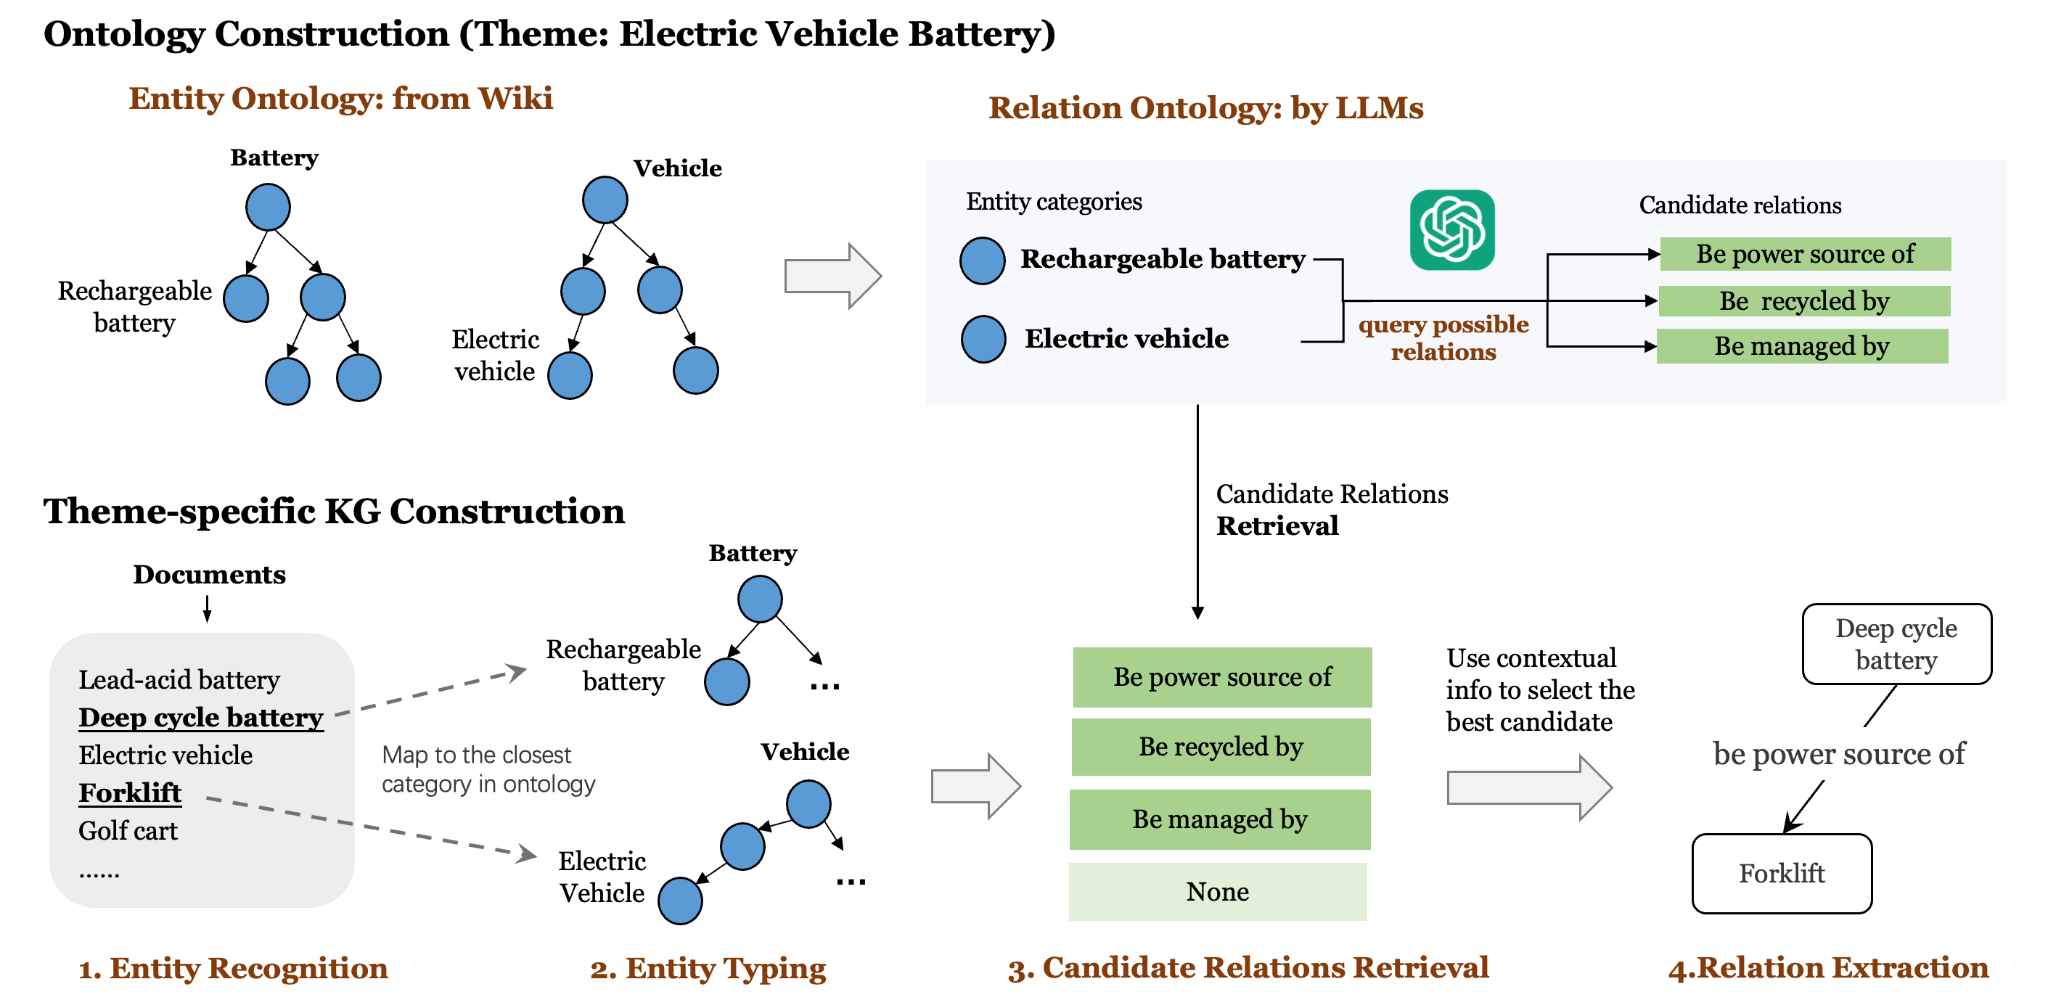 Ontology Construction (Theme: Electric Vehicle Battery)
Entity Ontology: from Wiki
Battery
Vehicle
Rechargeable
battery
Electric
vehicle
Relation Ontology: by LLMs
Entity categories
Candidate relations
Rechargeable battery
Electric vehicle
query possible
relations
Be power source of
Be recycled by
Be managed by
Candidate Relations
Retrieval
Theme-specific KG Construction
Documents
Lead-acid battery
Deep cycle battery
Electric vehicle
Forklift
Golf cart
......
Map to the closest
category in ontology
Battery
Rechargeable
battery
...
Vehicle
Electric
Vehicle
...
Be power source of
Be recycled by
Be managed by
None
Use contextual
info to select the
best candidate
Deep cycle
battery
be power source of
Forklift
1. Entity Recognition
2. Entity Typing
3. Candidate Relations Retrieval
4.Relation Extraction